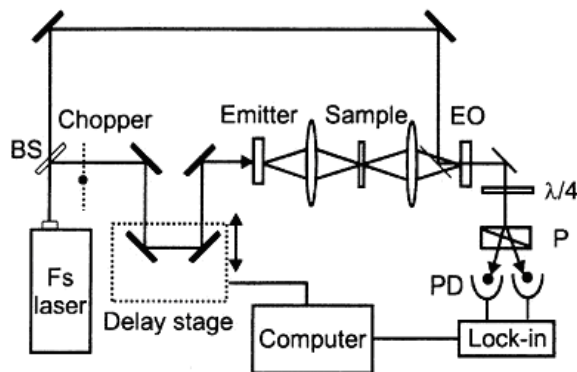 Chopper
Emitter
Sample
EO
BS
λ/4
P
Fs
laser
PD
Delay stage
Computer
Lock-in